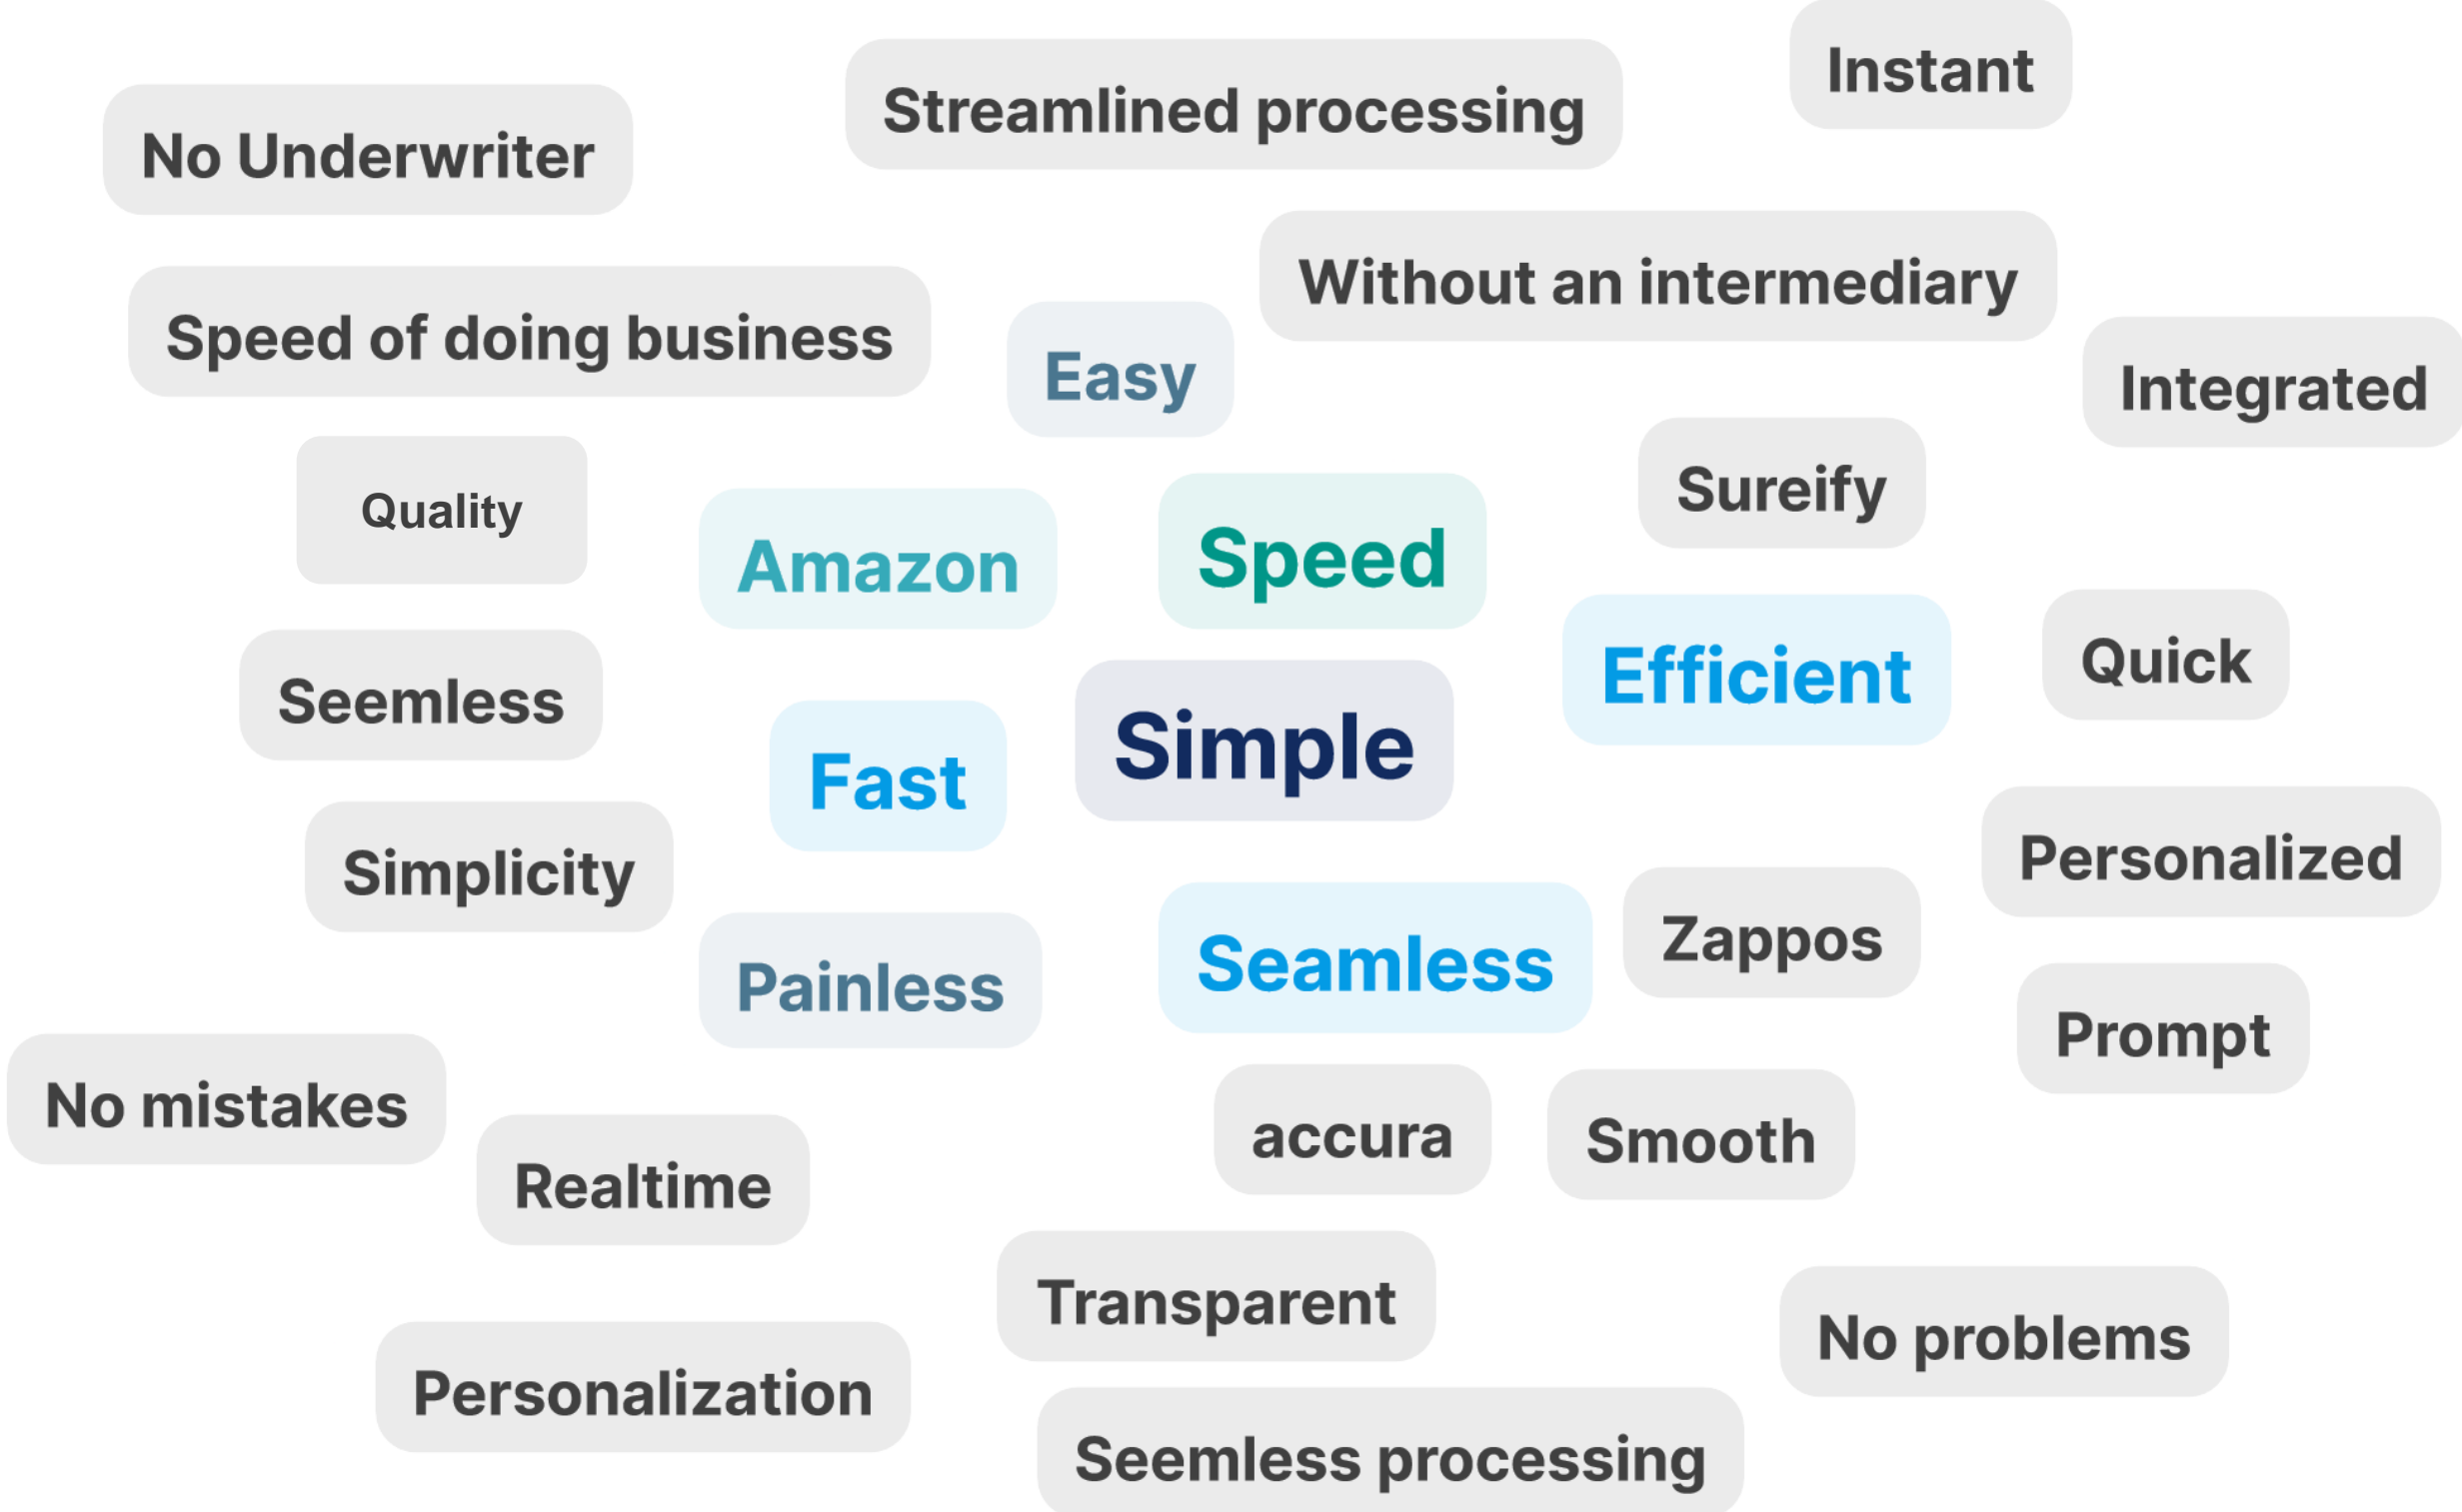 Instant
Streamlined processing
No Underwriter
Without an intermediary
Speed of doing business
Easy
Integrated
Sureify
Quality
Amazon
Speed
Efficient
Quick
Seemless
Fast
Simple
Simplicity
Personalized
Zappos
Painless
Seamless
Prompt
No mistakes
accura
Smooth
Realtime
Transparent
No problems
Personalization
Seemless processing